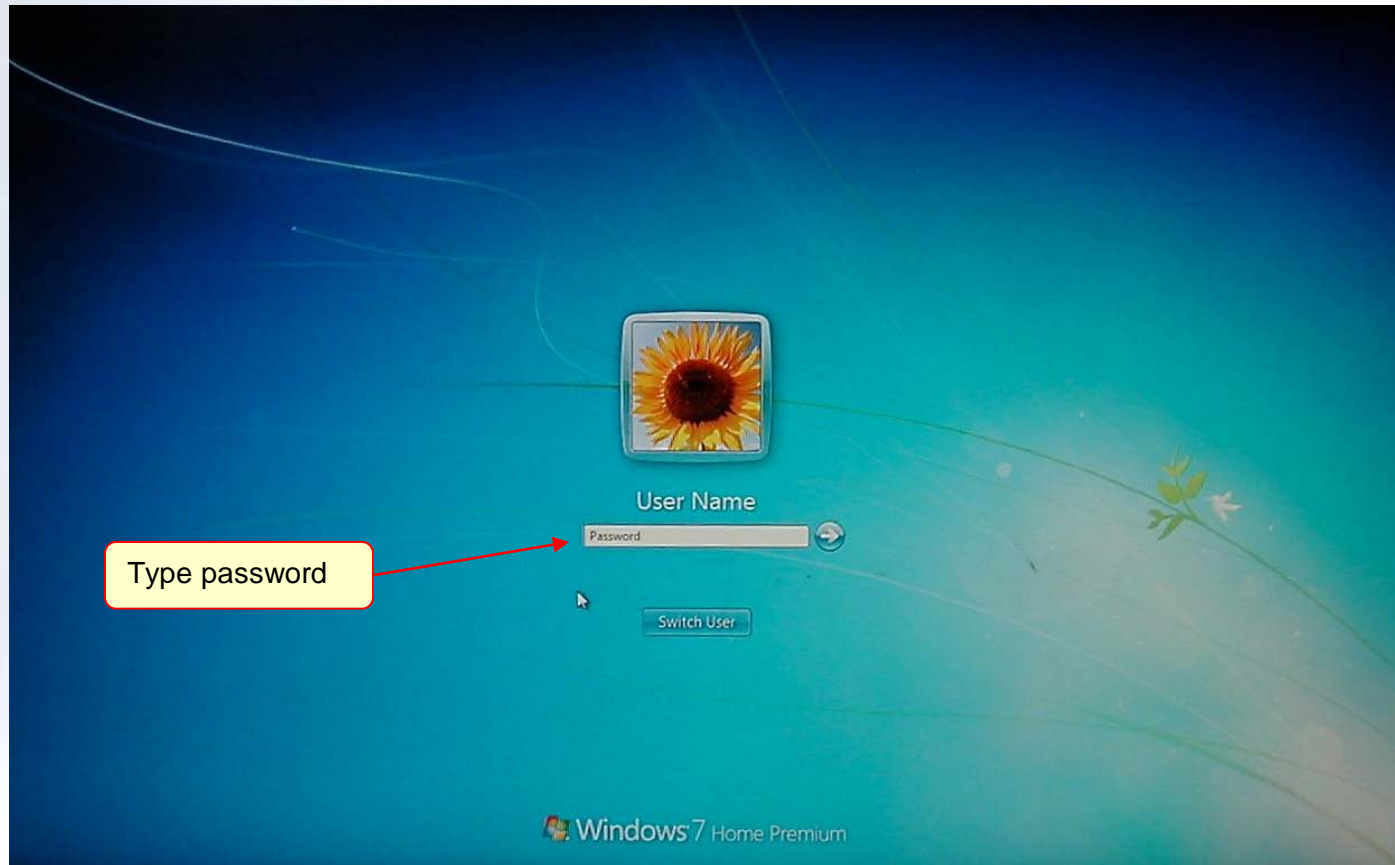 User Name
Password
Type password
Switch User
Windows 7 Home Premium